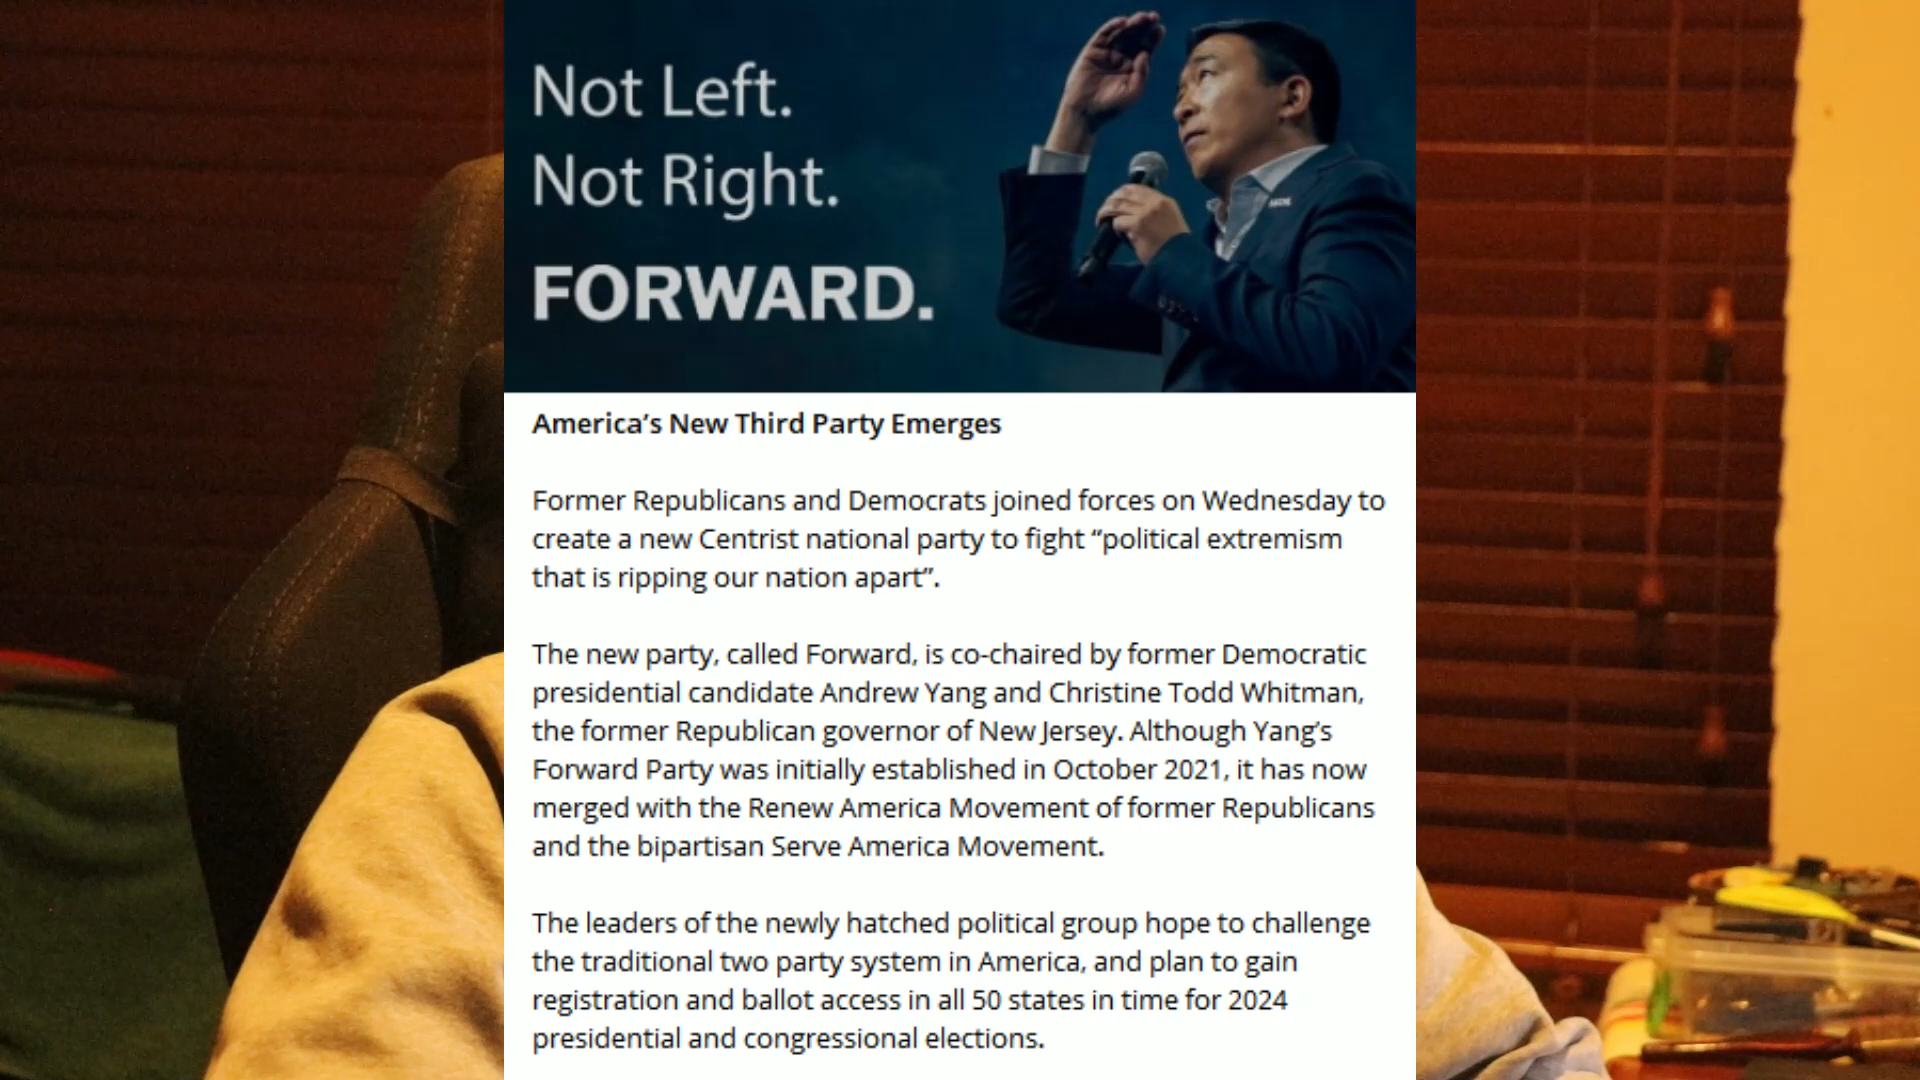 Not Left.
Not Right.
FORWARD.
America’s New Third Party Emerges
Former Republicans and Democrats joined forces on Wednesday to
create a new Centrist national party to fight “political extremism
that is ripping our nation apart”.
The new party, called Forward, is co-chaired by former Democratic
presidential candidate Andrew Yang and Christine Todd Whitman,
the former Republican governor of New Jersey. Although Yang’s
Forward Party was initially established in October 2021, it has now
merged with the Renew America Movement of former Republicans
and the bipartisan Serve America Movement.
The leaders of the newly hatched political group hope to challenge
the traditional two party system in America, and plan to gain
registration and ballot access in all 50 states in time for 2024
presidential and congressional elections.